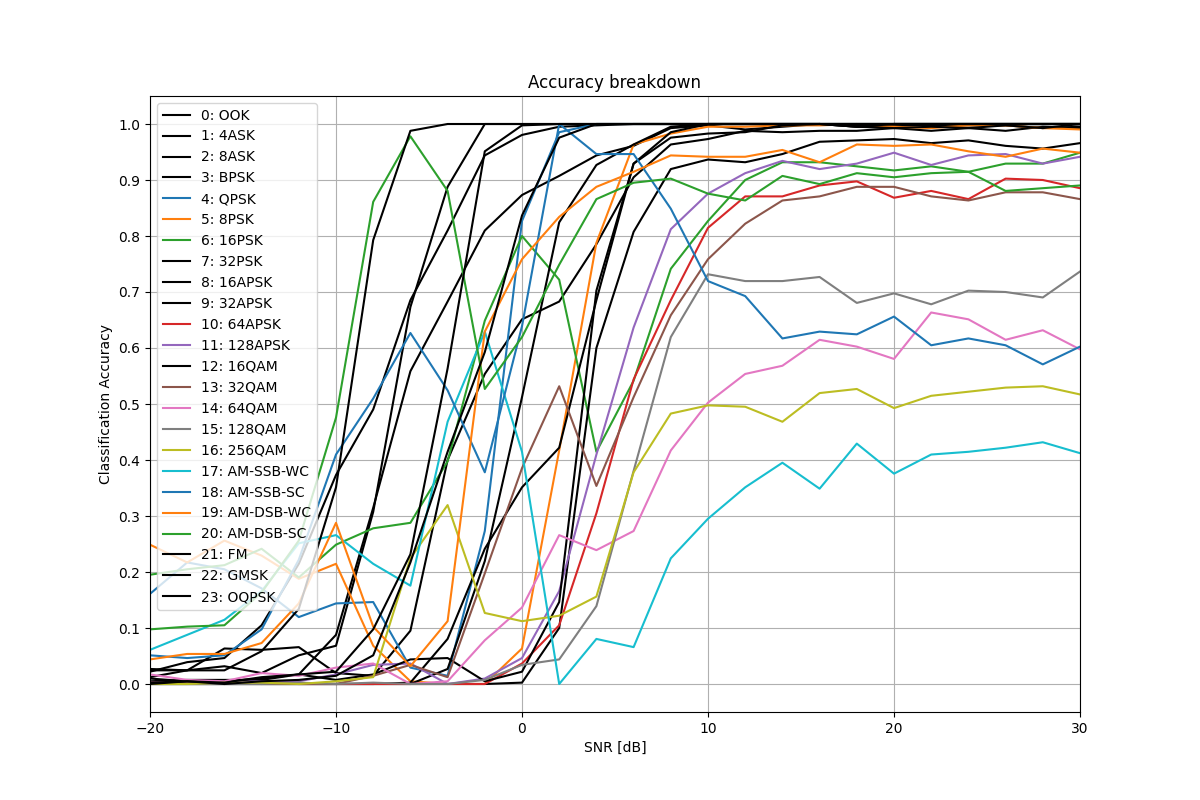 Accuracy breakdown
1.0
0.9
0.8
0.7
0.6
0.5
0.4
0.3
0.2
0.1
0.0
Classification Accuracy
0: OOK
1: 4ASK
2: 8ASK
3: BPSK
4: QPSK
5: 8PSK
6: 16PSK
7: 32PSK
8: 16APSK
9: 32APSK
10: 64APSK
11: 128APSK
12: 16QAM
13: 32QAM
14: 64QAM
15: 128QAM
16: 256QAM
17: AM-SSB-WC
18: AM-SSB-SC
19: AM-DSB-WC
20: AM-DSB-SC
21: FM
22: GMSK
23: OQPSK
−20 −10 0 10 20 30
SNR [dB]